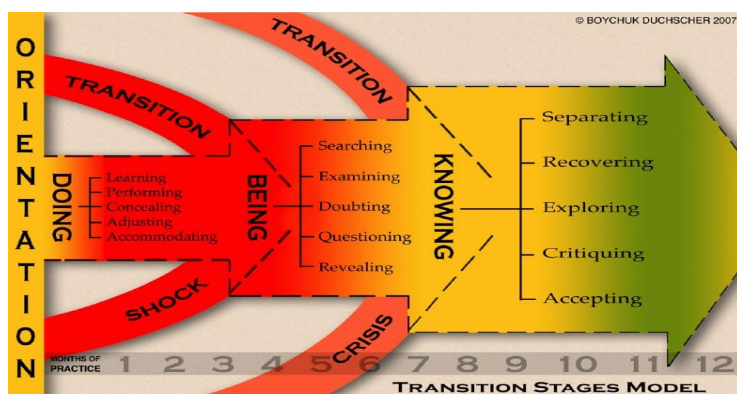 © BOYCHUK DUCHSCHER 2007
ORIENTATION
TRANSITION
SHOCK
DOING
Learning
Performing
Concealing
Adjusting
Accommodating
TRANSITION
CRISIS
BEING
Searching
Examining
Doubting
Questioning
Revealing
KNOWING
Separating
Recovering
Exploring
Critiquing
Accepting
MONTHS OF
PRACTICE
1 2 3 4 5 6 7 8 9 10 11 12
TRANSITION STAGES MODEL